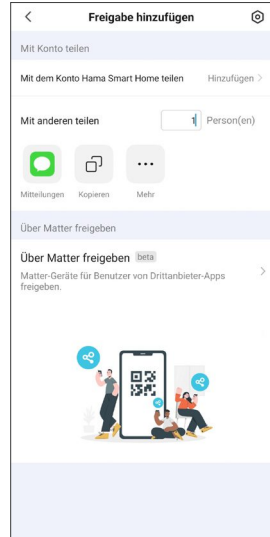 Freigabe hinzufügen
Mit Konto teilen
Mit dem Konto Hama Smart Home teilen Hinzufügen
Mit anderen teilen 1 Person(en)
Mitteilungen Kopieren Mehr
Über Matter freigeben
Über Matter freigeben beta
Matter-Geräte für Benutzer von Drittanbieter-Apps
freigeben.